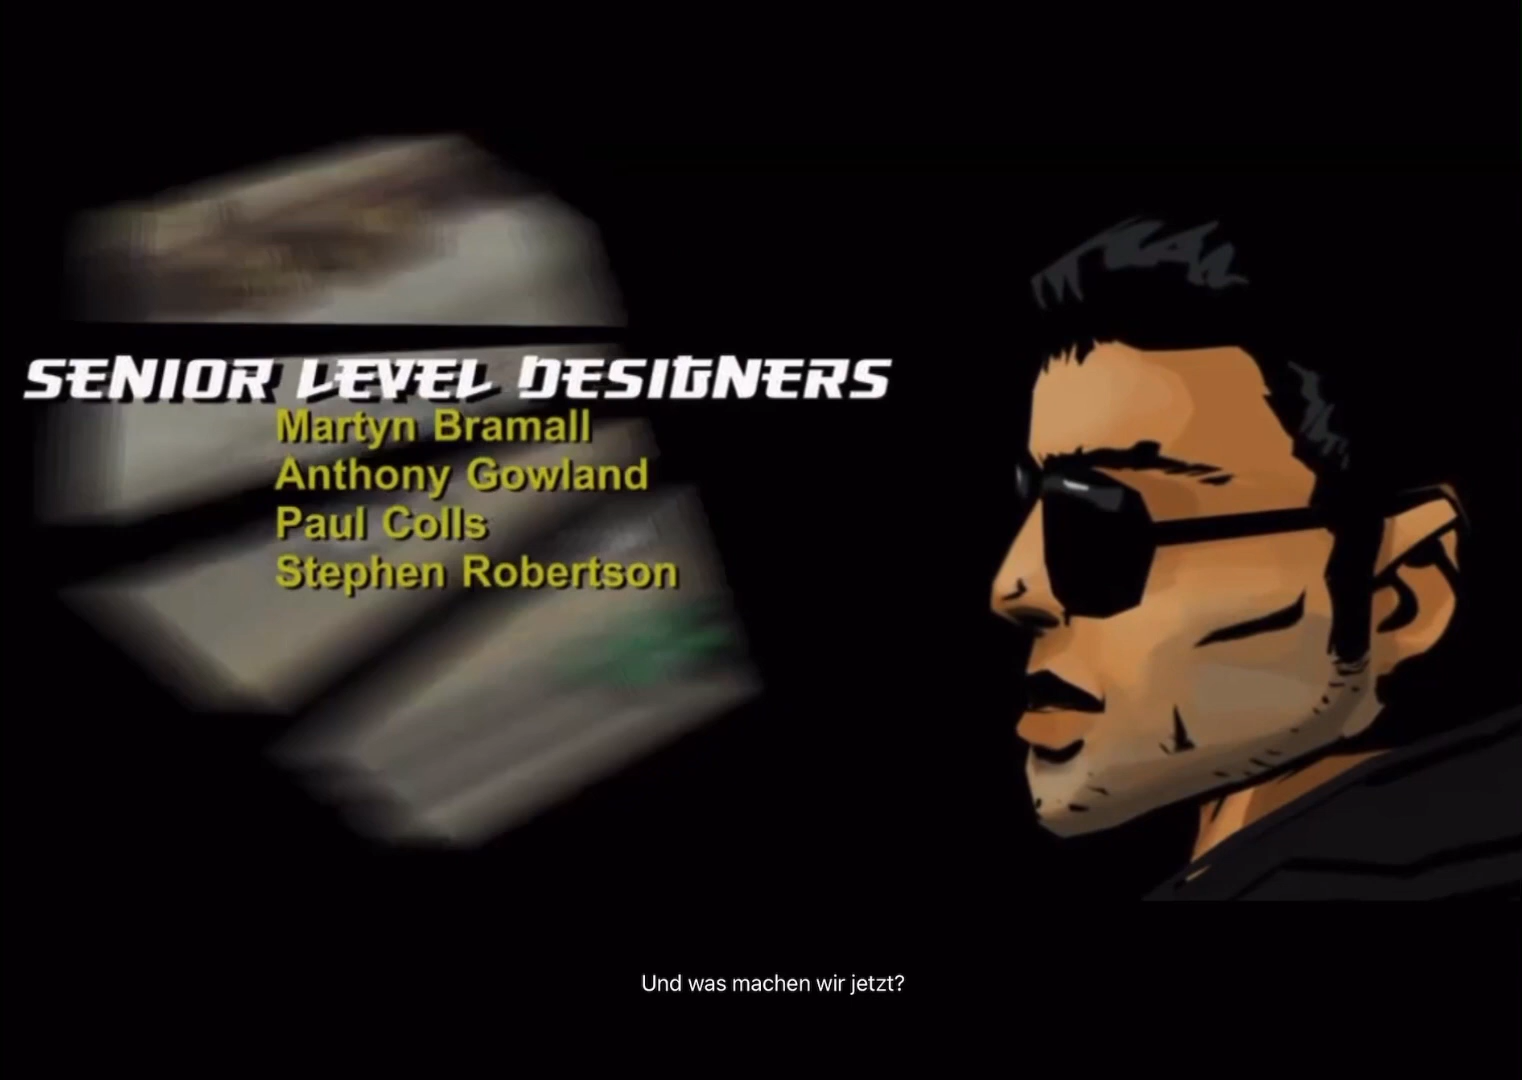 SENIOR LEVEL DESIGNERS
Martyn Bramall
Anthony Gowland
Paul Colls
Stephen Robertson
Und was machen wir jetzt?